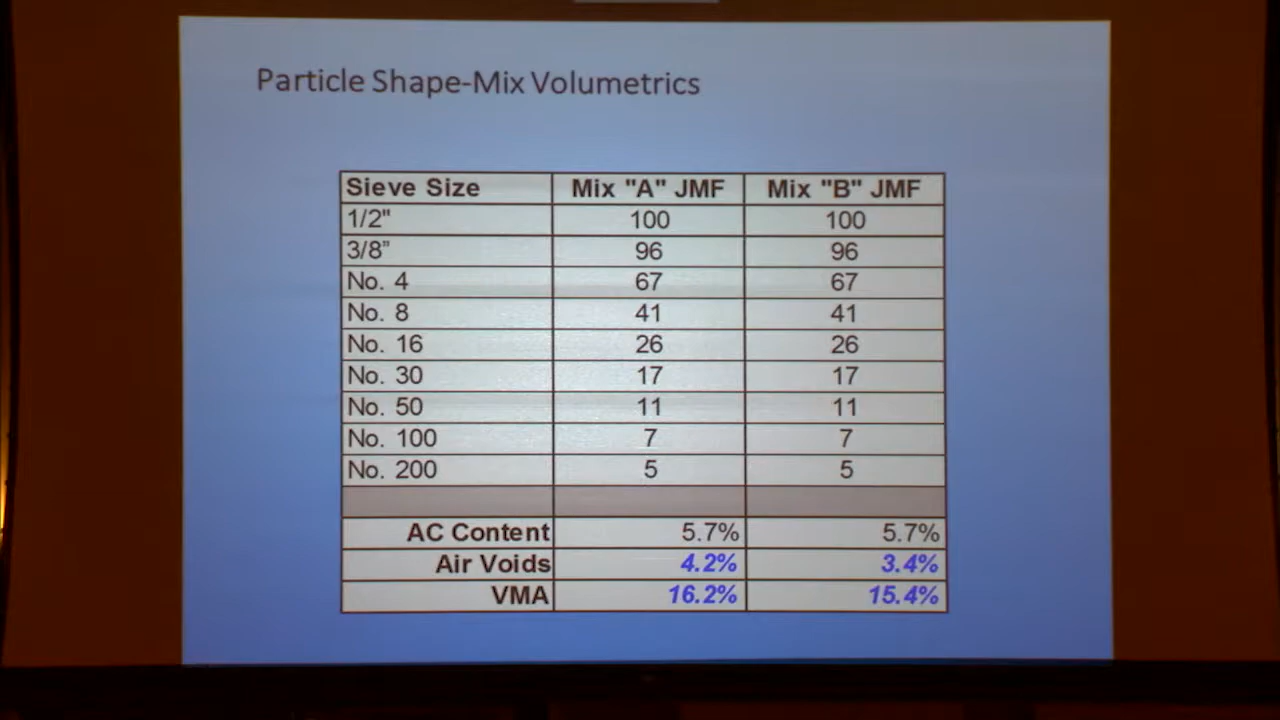 Particle Shape-Mix Volumetrics
Sieve Size Mix "A" JMF Mix "B" JMF
1/2" 100 100
3/8” 96 96
No. 4 67 67
No. 8 41 41
No. 16 26 26
No. 30 17 17
No. 50 11 11
No. 100 7 7
No. 200 5 5
AC Content 5.7% 5.7%
Air Voids 4.2% 3.4%
VMA 16.2% 15.4%